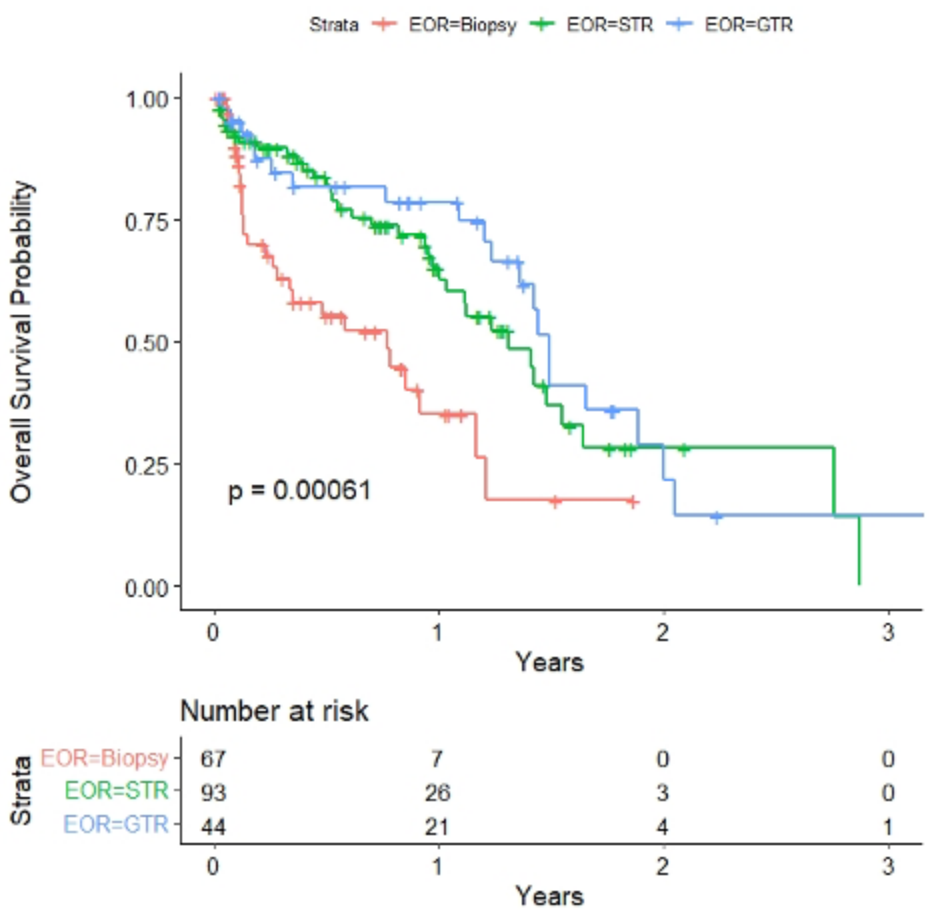 Strata EOR=Biopsy EOR=STR EOR=GTR
Overall Survival Probability
1.00
0.75
0.50
0.25
0.00
p = 0.00061
0 1 2 3
Years
Number at risk
Strata
EOR=Biopsy 67 7 0 0
EOR=STR 93 26 3 0
EOR=GTR 44 21 4 1
0 1 2 3
Years